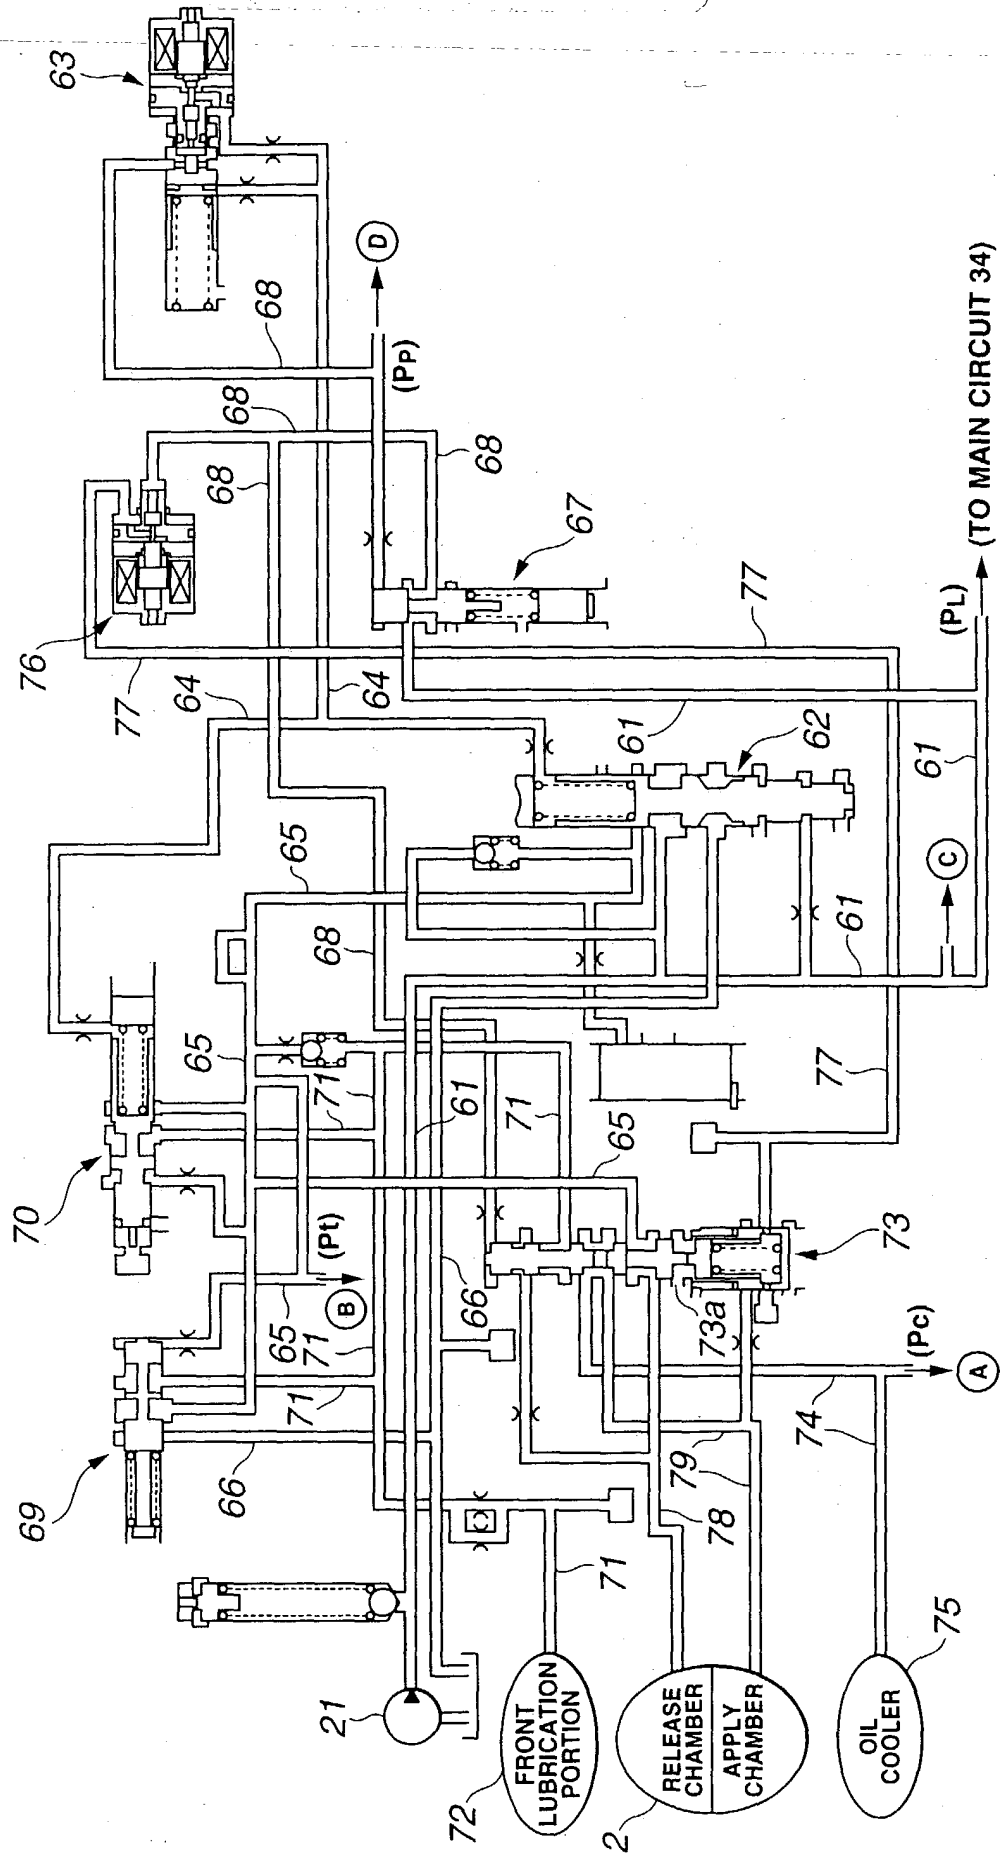 63
D
68
(PP)
68
68
68
67
76
77
64
64
77
(PL)
(TO MAIN CIRCUIT 34)
61
62
61
65
C
68
61
65
77
71
61
71
65
70
(Pt)
B
65
66
73
73a
(Pc)
A
71
71
74
69
66
79
78
71
21
72
FRONT
LUBRICATION
PORTION
2
RELEASE
CHAMBER
APPLY
CHAMBER
OIL
COOLER
75